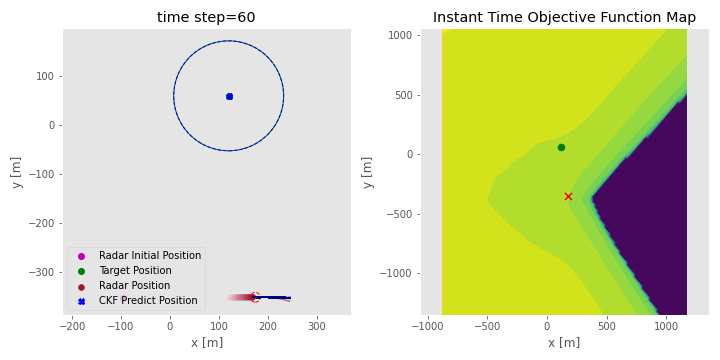 time step=60
y [m]
100
0
−100
−200
−300
Radar Initial Position
Target Position
Radar Position
CKF Predict Position
−200
−100
0
100
200
300
x [m]
Instant Time Objective Function Map
y [m]
1000
500
0
−500
−1000
−1000
−500
0
500
1000
x [m]